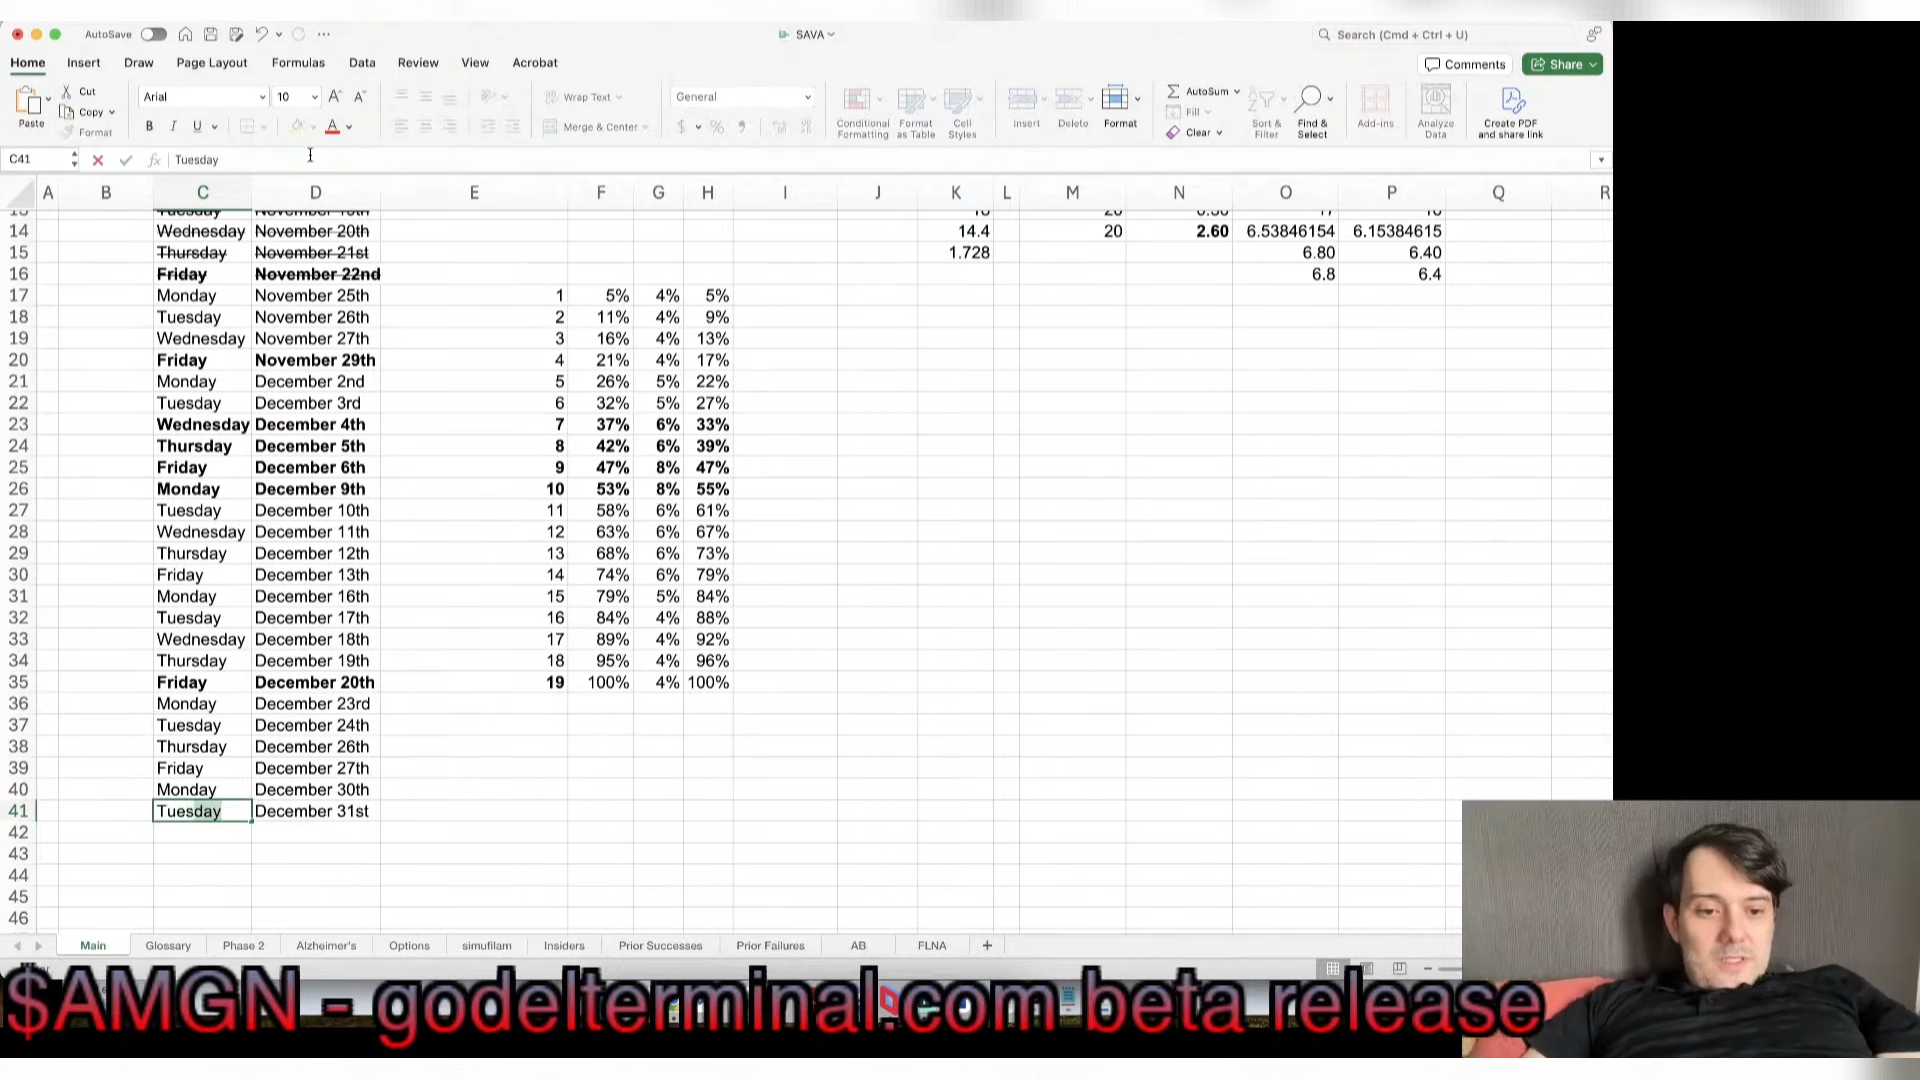 AutoSave SAVA Search (Cmd + Ctrl + U)
Home Insert Draw Page Layout Formulas Data Review View Acrobat Comments Share
Paste Cut Copy Format Arial 10 B I U Wrap Text Merge & Center General $ % Conditional Formatting Format as Table Cell Styles Insert Delete Format AutoSum Fill Clear Sort & Filter Find & Select Add-ins Analyze Data Create PDF and share link
C41 fx Tuesday
A B C D E F G H I J K L M N O P Q R
14 Wednesday November 20th 14.4 20 2.60 6.53846154 6.15384615
15 Thursday November 21st 1.728 6.80 6.40
16 Friday November 22nd 6.8 6.4
17 Monday November 25th 1 5% 4% 5%
18 Tuesday November 26th 2 11% 4% 9%
19 Wednesday November 27th 3 16% 4% 13%
20 Friday November 29th 4 21% 4% 17%
21 Monday December 2nd 5 26% 5% 22%
22 Tuesday December 3rd 6 32% 5% 27%
23 Wednesday December 4th 7 37% 6% 33%
24 Thursday December 5th 8 42% 6% 39%
25 Friday December 6th 9 47% 8% 47%
26 Monday December 9th 10 53% 8% 55%
27 Tuesday December 10th 11 58% 6% 61%
28 Wednesday December 11th 12 63% 6% 67%
29 Thursday December 12th 13 68% 6% 73%
30 Friday December 13th 14 74% 6% 79%
31 Monday December 16th 15 79% 5% 84%
32 Tuesday December 17th 16 84% 4% 88%
33 Wednesday December 18th 17 89% 4% 92%
34 Thursday December 19th 18 95% 4% 96%
35 Friday December 20th 19 100% 4% 100%
36 Monday December 23rd
37 Tuesday December 24th
38 Thursday December 26th
39 Friday December 27th
40 Monday December 30th
41 Tuesday December 31st
42
43
44
45
46
Main Glossary Phase 2 Alzheimer's Options simufilam Insiders Prior Successes Prior Failures AB FLNA +
$AMGN - godelterminal.com beta release